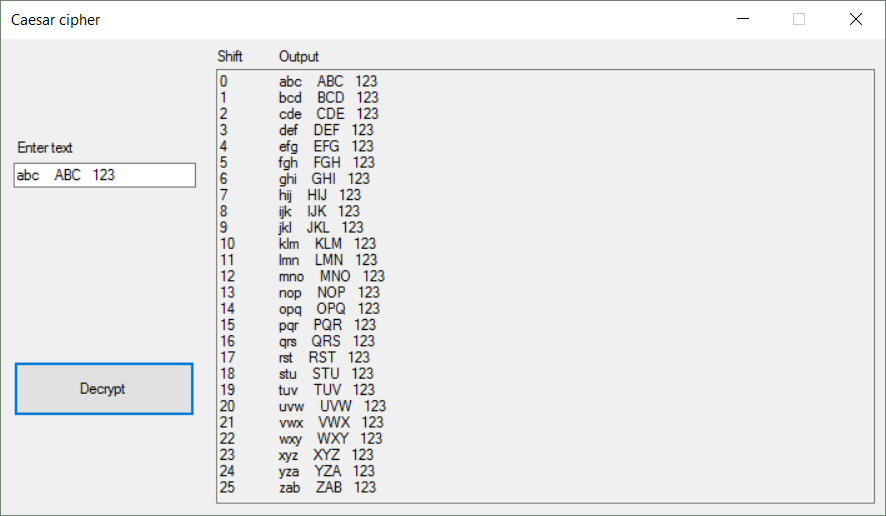 Caesar cipher
Shift Output
Enter text
abc    ABC   123
Decrypt
0 abc    ABC   123
1 bcd    BCD   123
2 cde    CDE   123
3 def    DEF   123
4 efg    EFG   123
5 fgh    FGH   123
6 ghi    GHI   123
7 hij    HIJ   123
8 ijk    IJK   123
9 jkl    JKL   123
10 klm    KLM   123
11 lmn    LMN   123
12 mno    MNO   123
13 nop    NOP   123
14 opq    OPQ   123
15 pqr    PQR   123
16 qrs    QRS   123
17 rst    RST   123
18 stu    STU   123
19 tuv    TUV   123
20 uvw    UVW   123
21 vwx    VWX   123
22 wxy    WXY   123
23 xyz    XYZ   123
24 yza    YZA   123
25 zab    ZAB   123